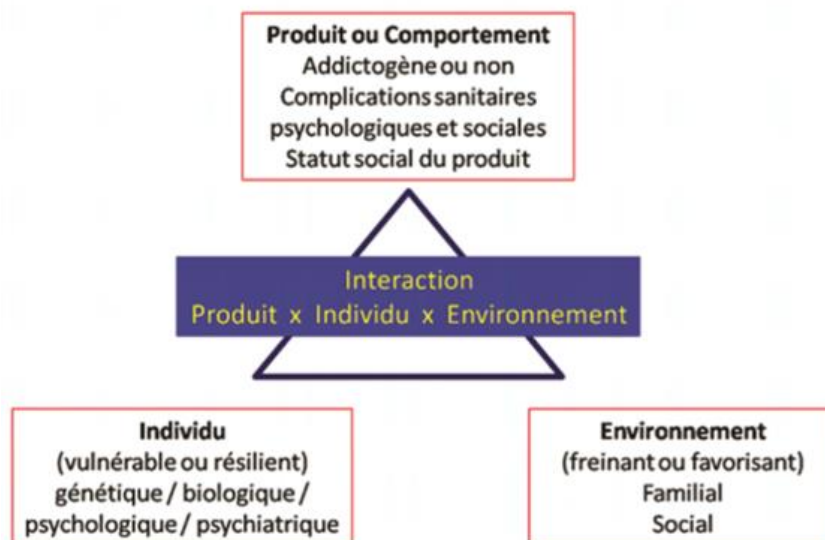 Produit ou Comportement
Addictogène ou non
Complications sanitaires
psychologiques et sociales
Statut social du produit
Interaction
Produit x Individu x Environnement
Individu
(vulnérable ou résilient)
génétique / biologique /
psychologique / psychiatrique
Environnement
(freinant ou favorisant)
Familial
Social